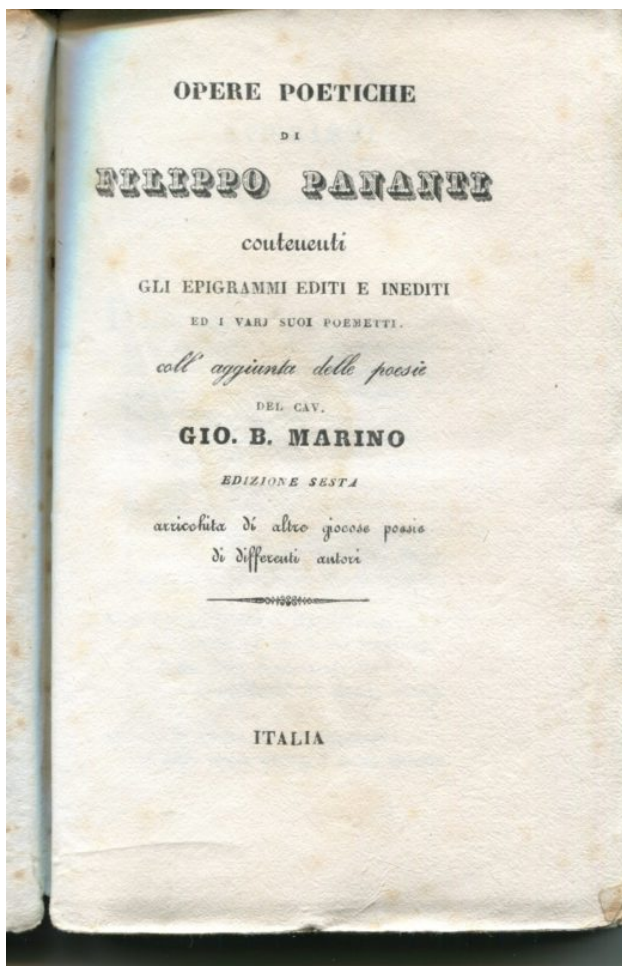 OPERE POETICHE
DI
FILIPPO PANANTI
contenenti
GLI EPIGRAMMI EDITI E INEDITI
ED I VARJ SUOI POEMETTI.
coll' aggiunta delle poesie
DEL CAV.
GIO. B. MARINO
EDIZIONE SESTA
arricchita di altre giocose poesie
di differenti autori
ITALIA